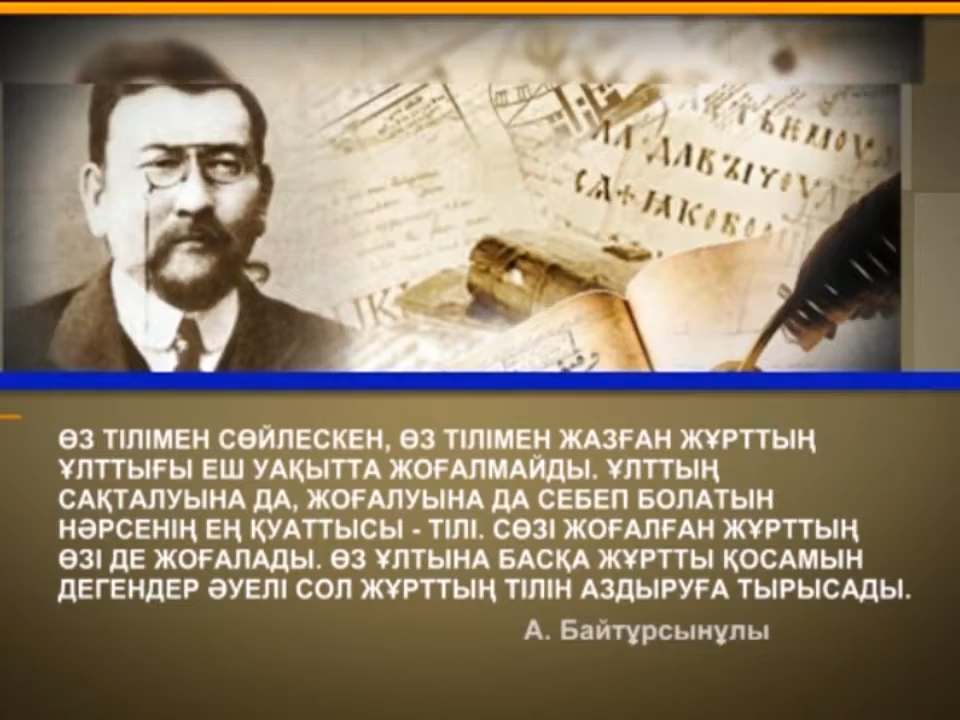 ӨЗ ТІЛІМЕН СӨЙЛЕСКЕН, ӨЗ ТІЛІМЕН ЖАЗҒАН ЖҰРТТЫҢ
ҰЛТТЫҒЫ ЕШ УАҚЫТТА ЖОҒАЛМАЙДЫ. ҰЛТТЫҢ
САҚТАЛУЫНА ДА, ЖОҒАЛУЫНА ДА СЕБЕП БОЛАТЫН
НӘРСЕНІҢ ЕҢ ҚУАТТЫСЫ - ТІЛІ. СӨЗІ ЖОҒАЛҒАН ЖҰРТТЫҢ
ӨЗІ ДЕ ЖОҒАЛАДЫ. ӨЗ ҰЛТЫНА БАСҚА ЖҰРТТЫ ҚОСАМЫН
ДЕГЕНДЕР ӘУЕЛІ СОЛ ЖҰРТТЫҢ ТІЛІН АЗДЫРУҒА ТЫРЫСАДЫ.
А. Байтұрсынұлы